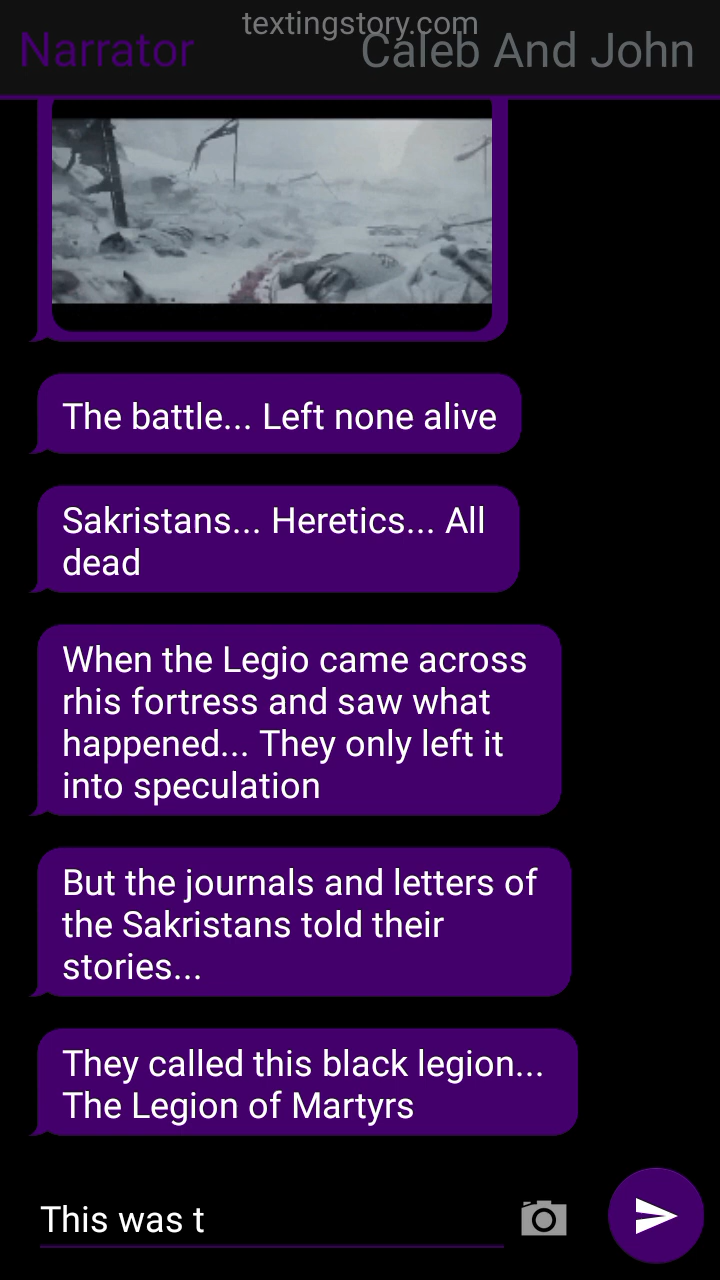 textingstory.com
Narrator
Caleb And John
The battle... Left none alive
Sakristans... Heretics... All
dead
When the Legio came across
rhis fortress and saw what
happened... They only left it
into speculation
But the journals and letters of
the Sakristans told their
stories...
They called this black legion...
The Legion of Martyrs
This was t